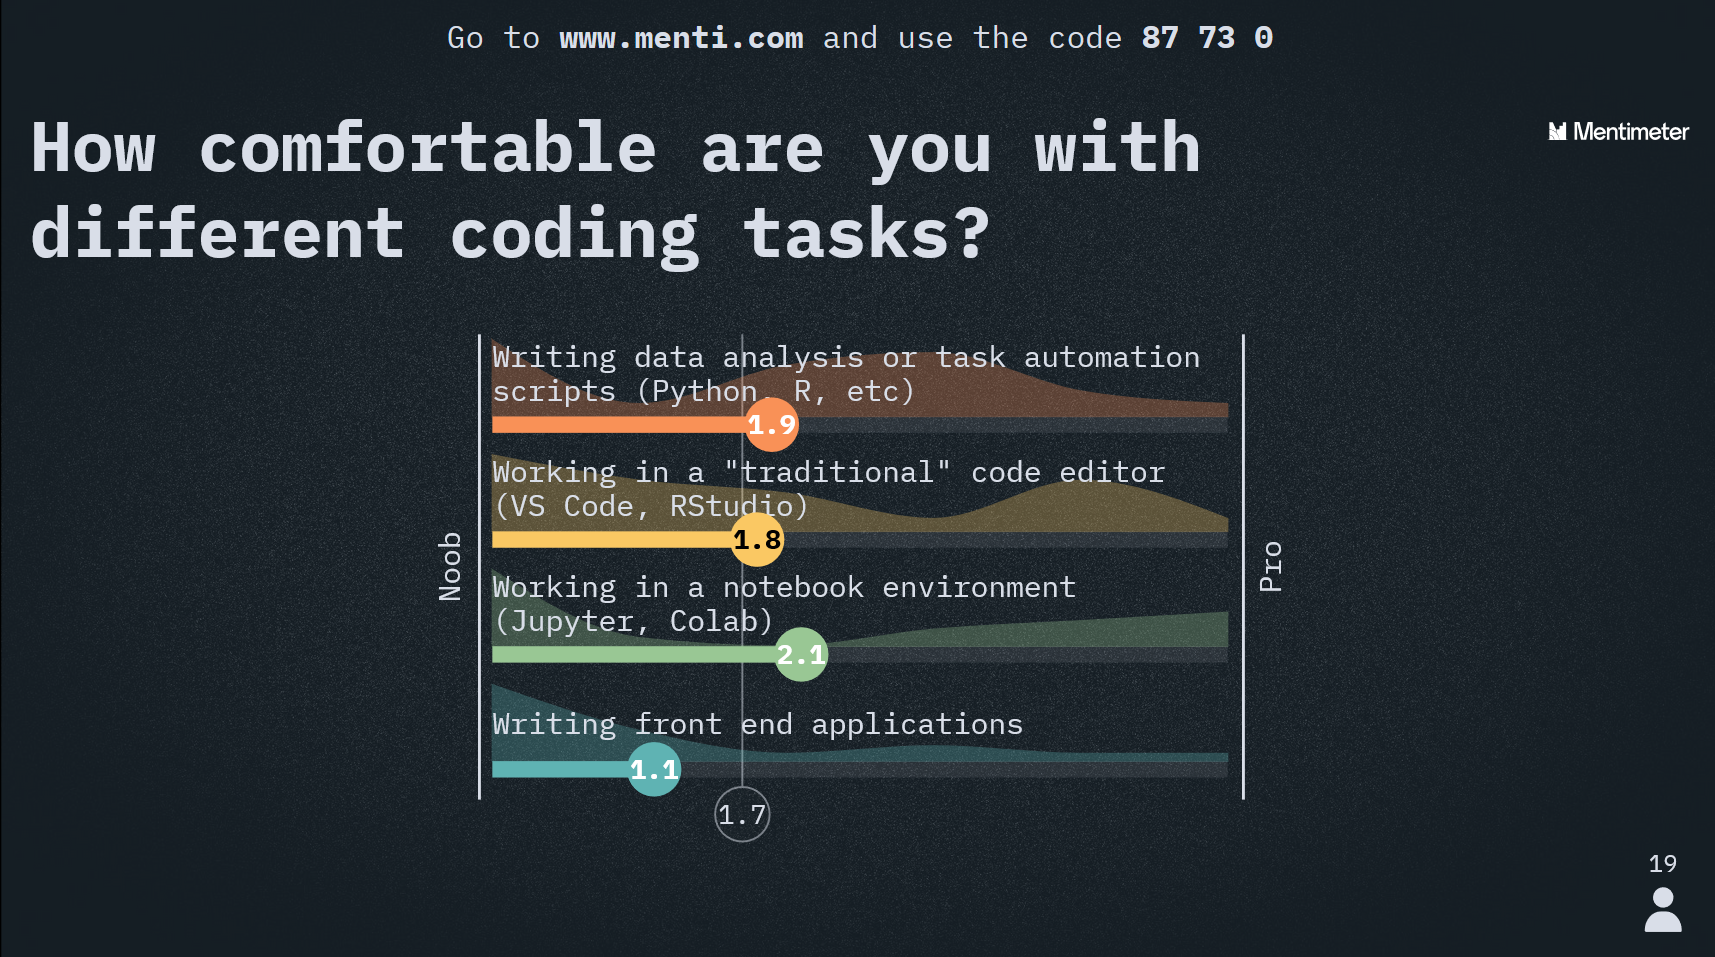 Go to www.menti.com and use the code 87 73 0
How comfortable are you with
different coding tasks?
Mentimeter
Writing data analysis or task automation
scripts (Python, R, etc)
1.9
Working in a "traditional" code editor
(VS Code, RStudio)
1.8
Noob
Pro
Working in a notebook environment
(Jupyter, Colab)
2.1
Writing front end applications
1.1
1.7
19